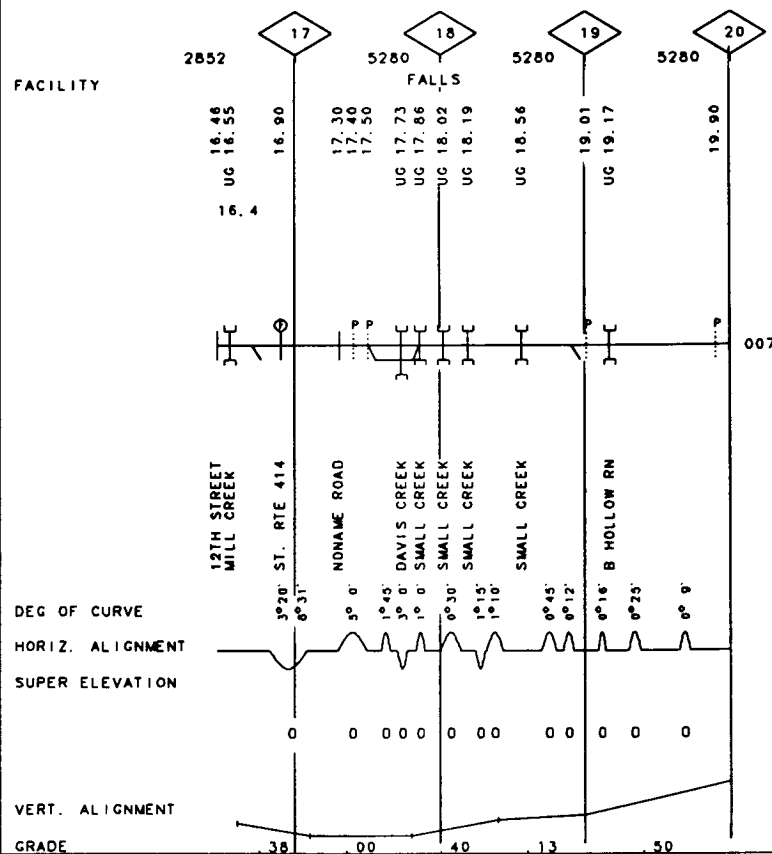 17 18 19 20
2852 5280 5280 5280
FACILITY
FALLS
16.46
UG 16.55
16.90
17.30
17.40
17.50
UG 17.73
UG 17.86
UG 18.02
UG 18.19
UG 18.56
19.01
UG 19.17
19.90
16.4
P P P P
007
12TH STREET
MILL CREEK
ST. RTE 414
NONAME ROAD
DAVIS CREEK
SMALL CREEK
SMALL CREEK
SMALL CREEK
SMALL CREEK
B HOLLOW RN
DEG OF CURVE
3°20' 8°31' 5° 0' 1°45' 3° 0' 1° 0' 0°30' 1°15' 1°10' 0°45' 0°12' 0°16' 0°25' 0° 9'
HORIZ. ALIGNMENT
SUPER ELEVATION
0 0 0 0 0 0 0 0 0 0 0 0 0
VERT. ALIGNMENT
GRADE .38 .00 .40 .13 .50